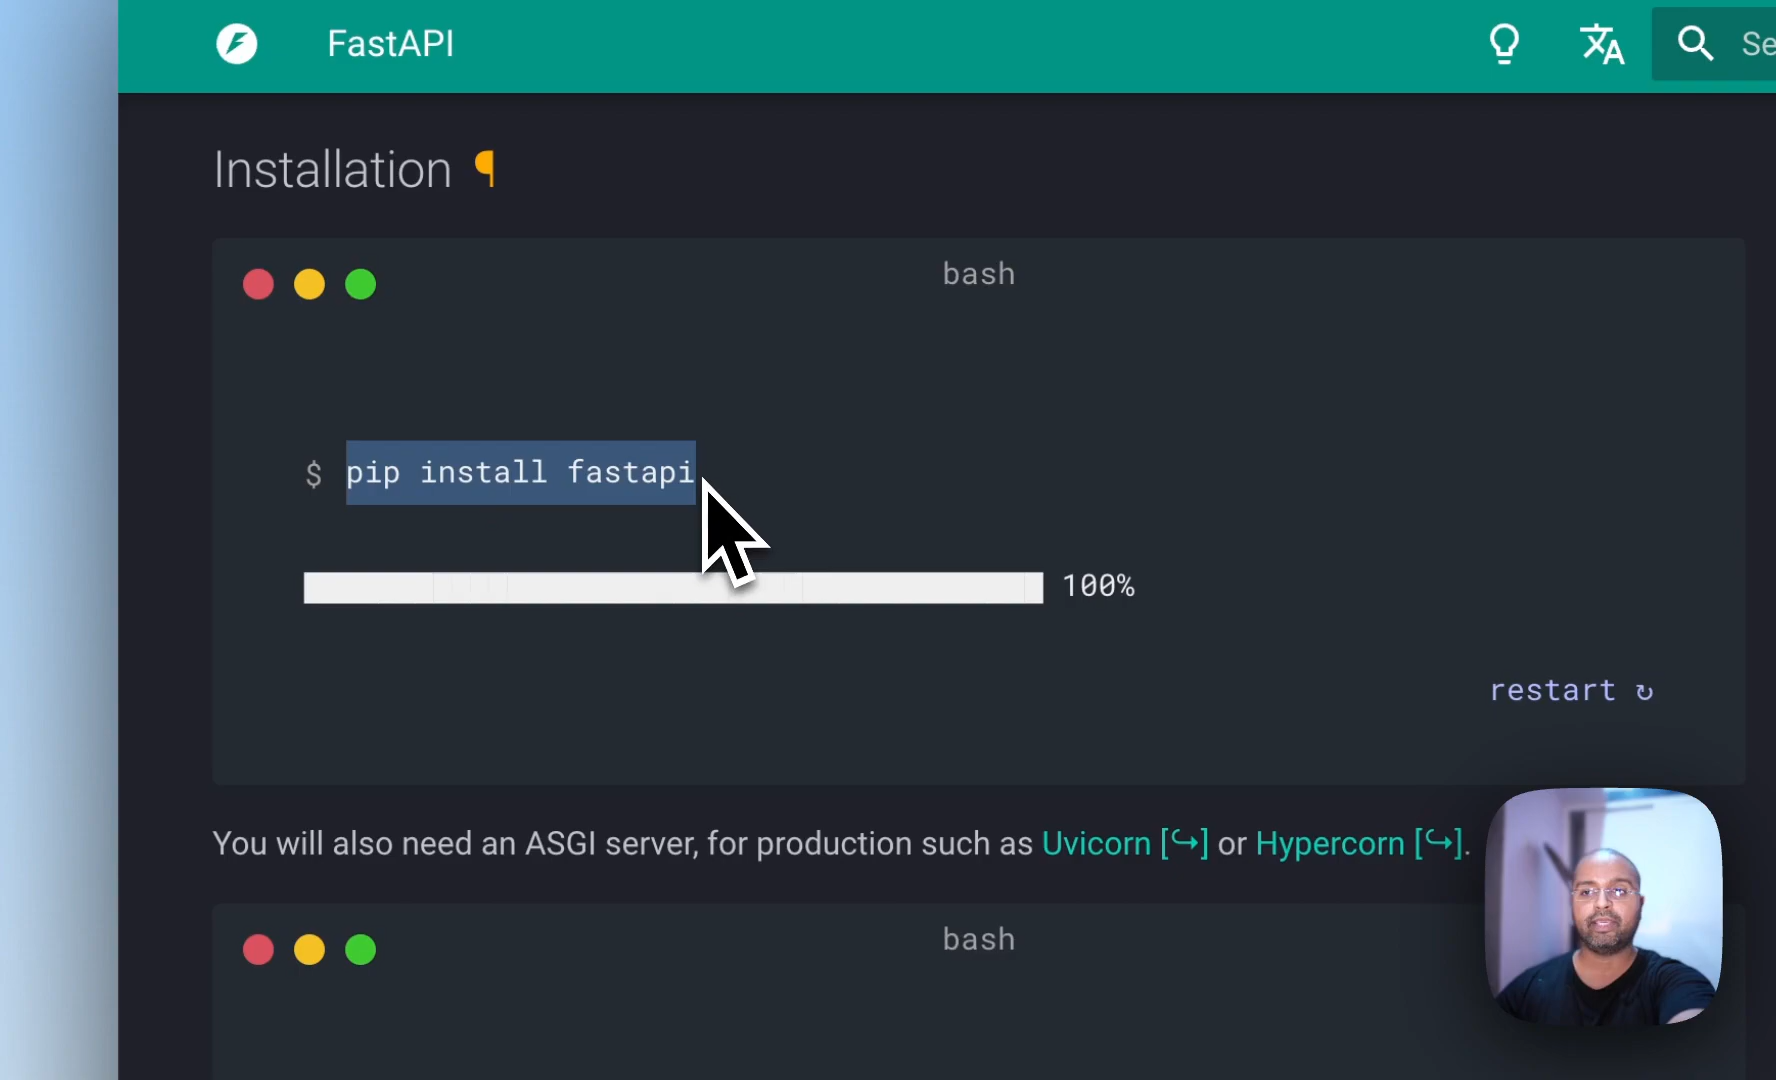 FastAPI
Se
Installation ¶
bash
$ pip install fastapi
100%
restart ↻
You will also need an ASGI server, for production such as Uvicorn [↪] or Hypercorn [↪].
bash